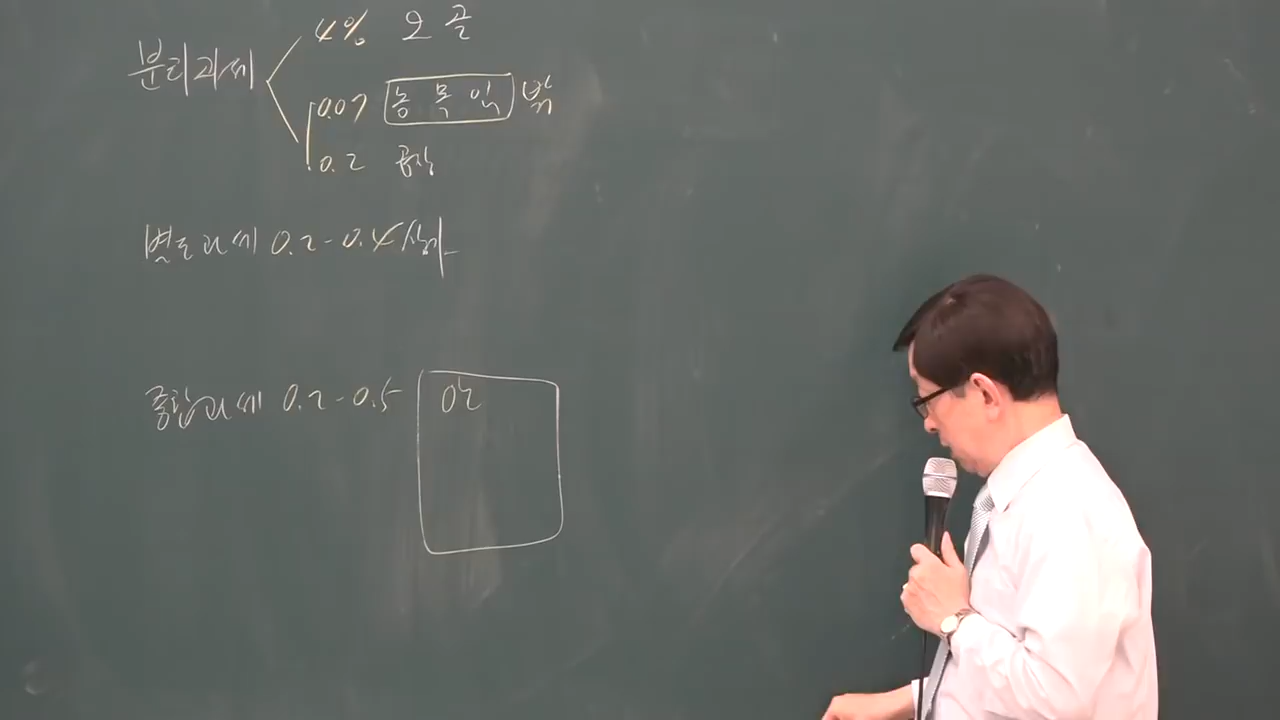 분리과세 4% 오 골
0.07 농 목 임
0.2 공장
별도과세 0.2-0.4 상가
종합과세 0.2-0.5